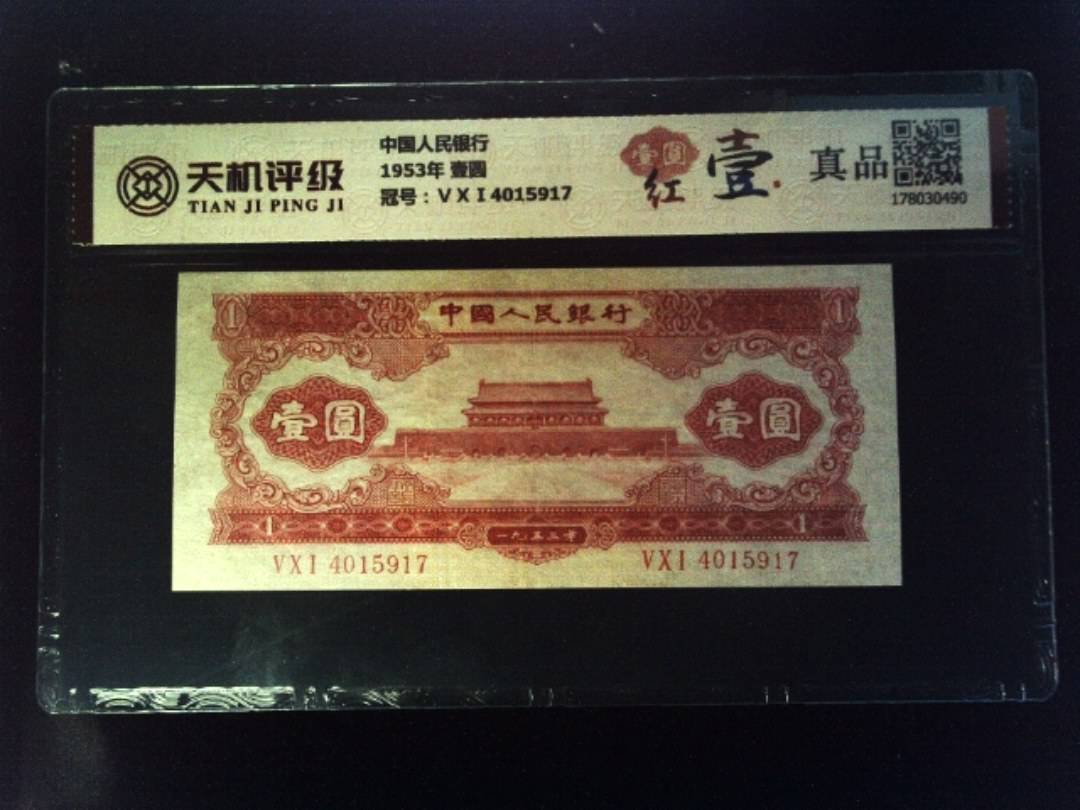 天机评级
TIAN JI PING JI
中国人民银行
1953年 壹圆
冠号：ⅤⅩⅠ4015917
壹圓
红
壹
真品
178030490
1
中國人民銀行
1
壹圓
壹圓
1
一九五三年
1
ⅤⅩⅠ 4015917
ⅤⅩⅠ 4015917